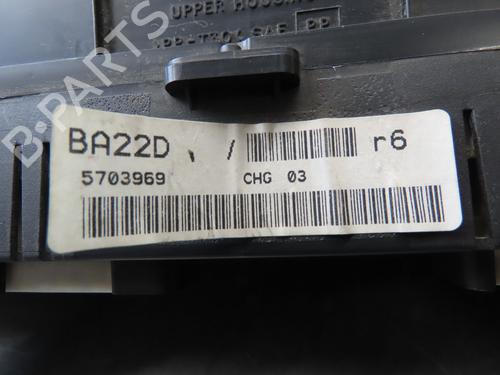 UPPER HOUSING
B-PARTS
BA22D / r6
5703969 CHG 03